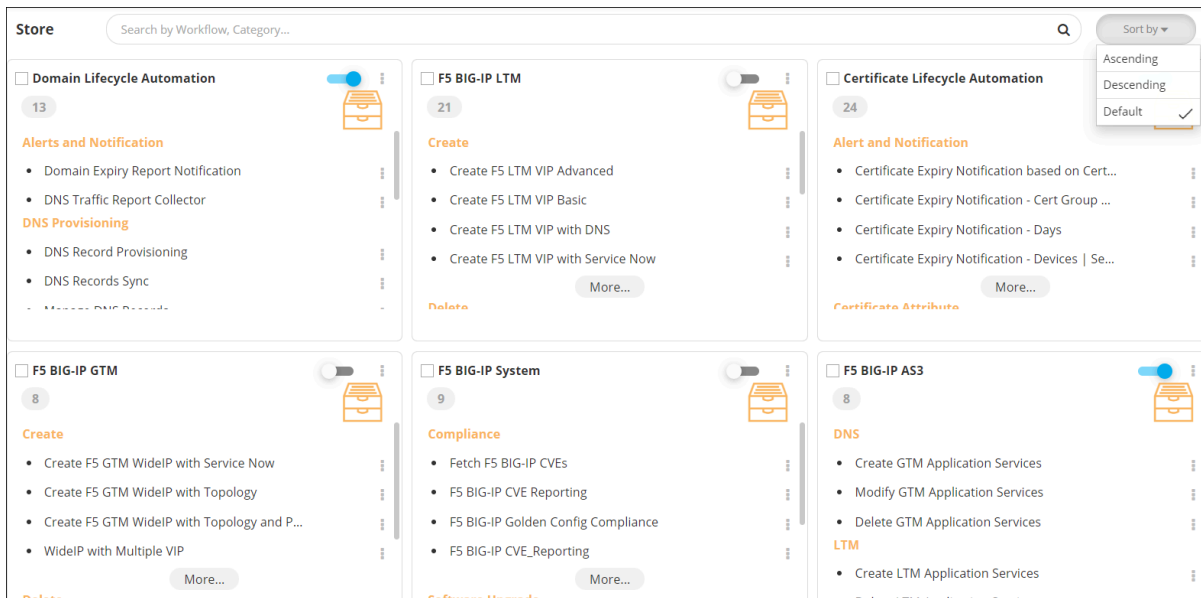 Store
Search by Workflow, Category...
Sort by
Ascending
Descending
Default
Domain Lifecycle Automation
13
Alerts and Notification
Domain Expiry Report Notification
DNS Traffic Report Collector
DNS Provisioning
DNS Record Provisioning
DNS Records Sync
Manage DNS Records
F5 BIG-IP LTM
21
Create
Create F5 LTM VIP Advanced
Create F5 LTM VIP Basic
Create F5 LTM VIP with DNS
Create F5 LTM VIP with Service Now
More...
Delete
Certificate Lifecycle Automation
24
Alert and Notification
Certificate Expiry Notification based on Cert...
Certificate Expiry Notification - Cert Group ...
Certificate Expiry Notification - Days
Certificate Expiry Notification - Devices | Se...
More...
Certificate Attribute
F5 BIG-IP GTM
8
Create
Create F5 GTM WideIP with Service Now
Create F5 GTM WideIP with Topology
Create F5 GTM WideIP with Topology and P...
WideIP with Multiple VIP
More...
Delete
F5 BIG-IP System
9
Compliance
Fetch F5 BIG-IP CVEs
F5 BIG-IP CVE Reporting
F5 BIG-IP Golden Config Compliance
F5 BIG-IP CVE_Reporting
More...
Software Upgrade
F5 BIG-IP AS3
8
DNS
Create GTM Application Services
Modify GTM Application Services
Delete GTM Application Services
LTM
Create LTM Application Services